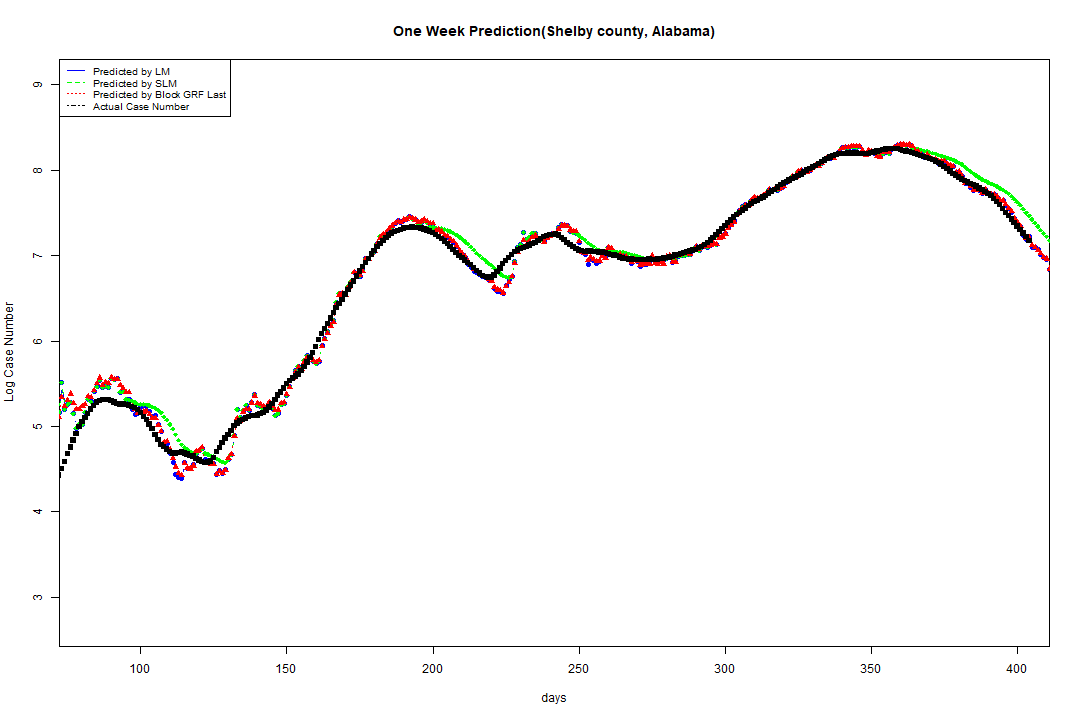 One Week Prediction(Shelby county, Alabama)
Predicted by LM
Predicted by SLM
Predicted by Block GRF Last
Actual Case Number
Log Case Number
9
8
7
6
5
4
3
100 150 200 250 300 350 400
days